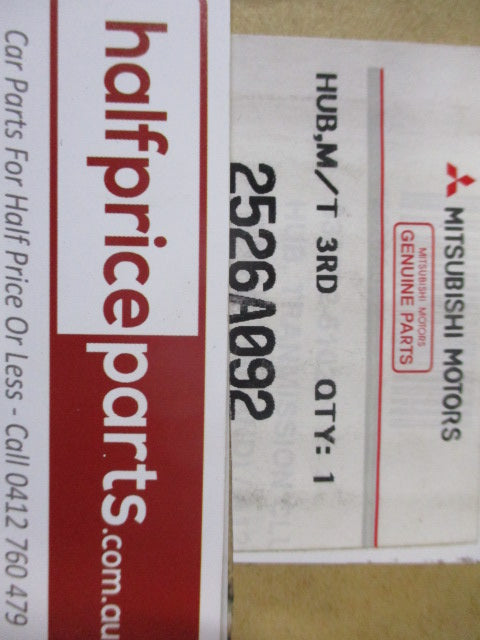 MITSUBISHI MOTORS
MITSUBISHI MOTORS
GENUINE PARTS
HUB,M/T 3RD QTY: 1
2526A092
halfpriceparts.com.au
Car Parts For Half Price Or Less - Call 0412 760 479